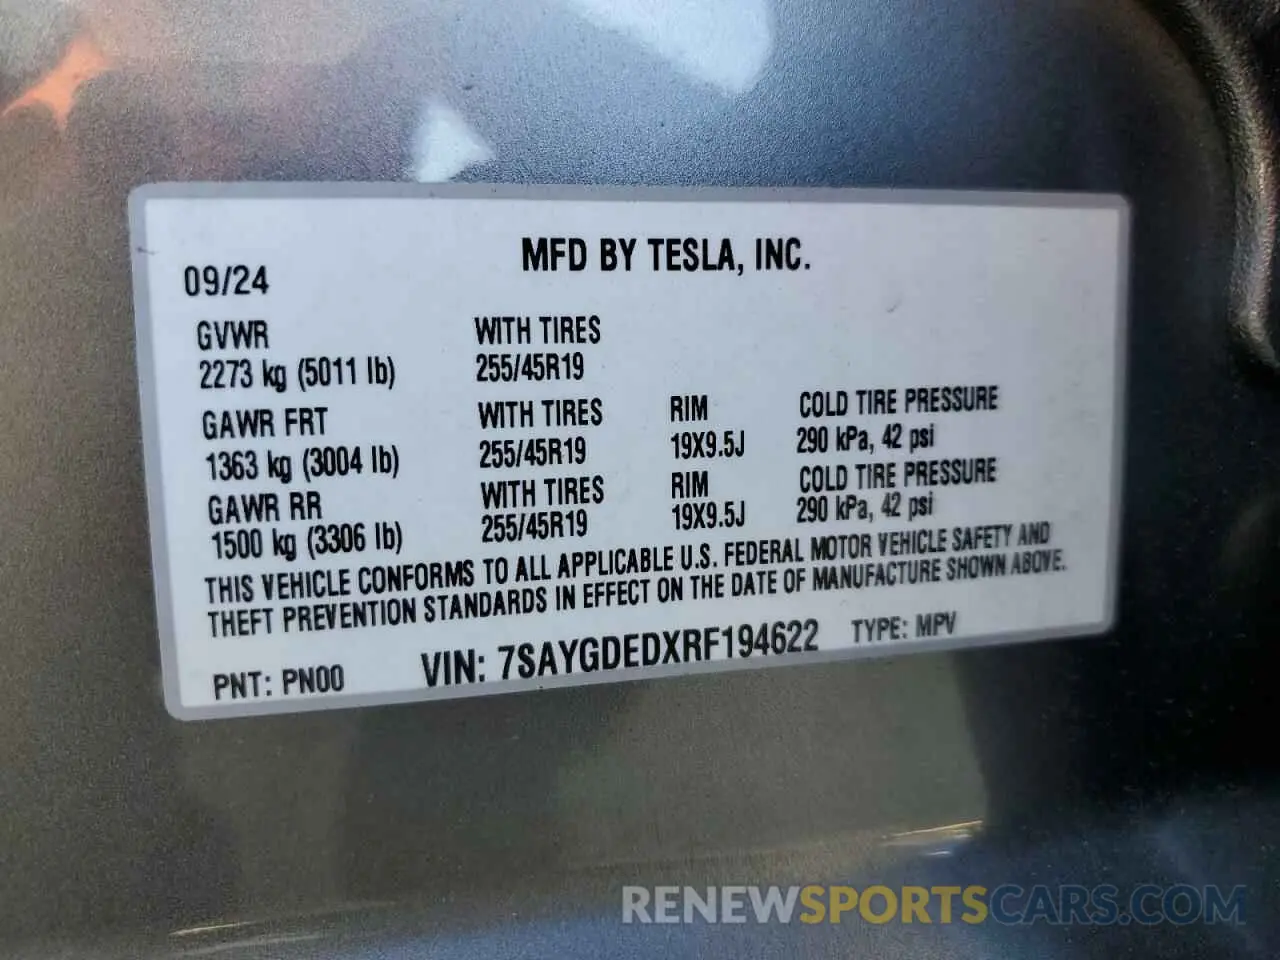 MFD BY TESLA, INC.
09/24
GVWR WITH TIRES
2273 kg (5011 lb) 255/45R19
GAWR FRT WITH TIRES RIM COLD TIRE PRESSURE
1363 kg (3004 lb) 255/45R19 19X9.5J 290 kPa, 42 psi
GAWR RR WITH TIRES RIM COLD TIRE PRESSURE
1500 kg (3306 lb) 255/45R19 19X9.5J 290 kPa, 42 psi
THIS VEHICLE CONFORMS TO ALL APPLICABLE U.S. FEDERAL MOTOR VEHICLE SAFETY AND
THEFT PREVENTION STANDARDS IN EFFECT ON THE DATE OF MANUFACTURE SHOWN ABOVE.
PNT: PN00 VIN: 7SAYGDEDXRF194622 TYPE: MPV
RENEWSPORTSCARS.COM